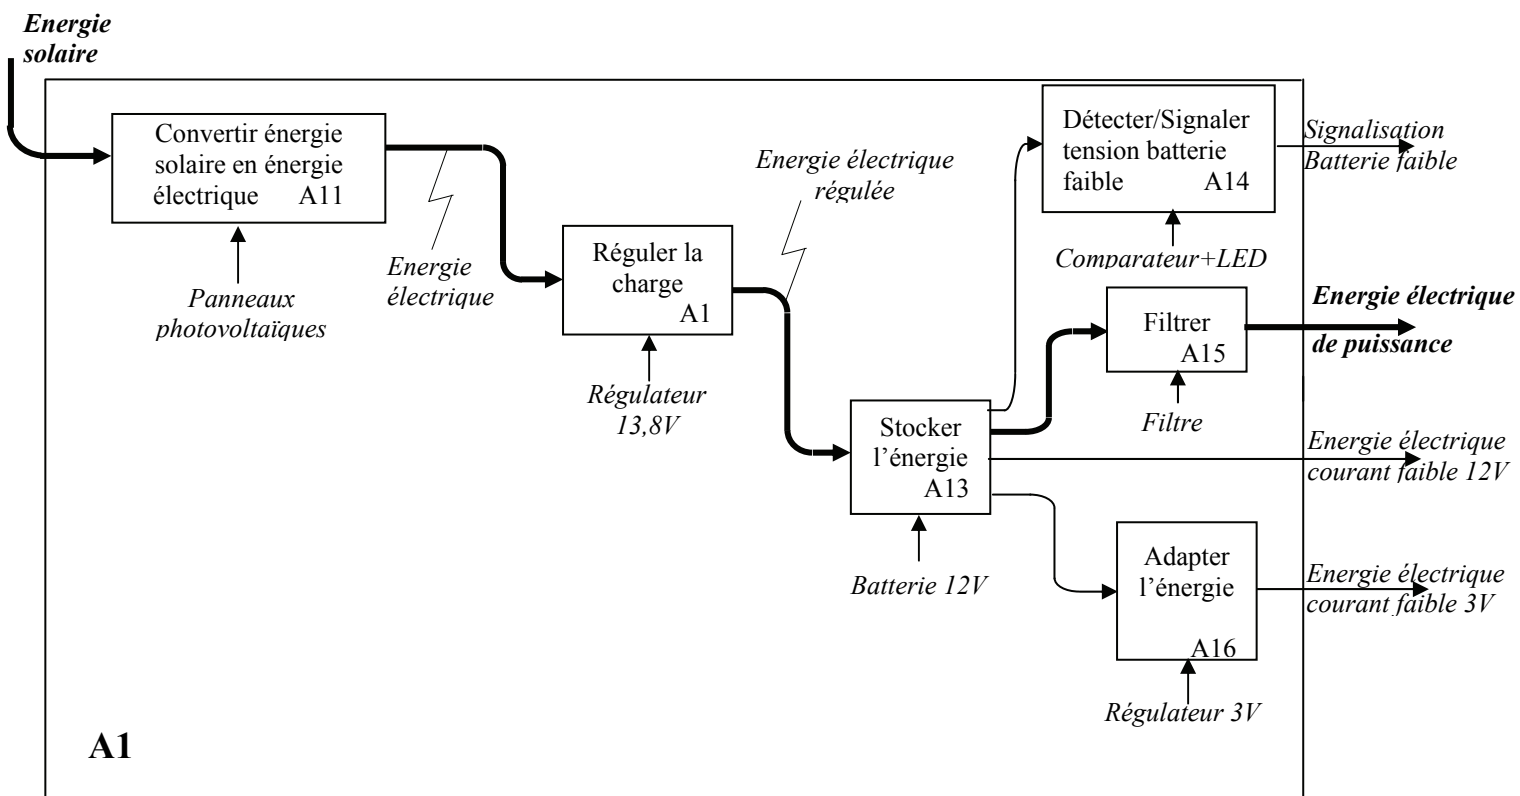 Energie
solaire
Convertir énergie
solaire en énergie
électrique A11
Panneaux
photovoltaïques
Energie
électrique
Réguler la
charge
A1
Régulateur
13,8V
Energie électrique
régulée
Stocker
l’énergie
A13
Batterie 12V
Détecter/Signaler
tension batterie
faible A14
Comparateur+LED
Signalisation
Batterie faible
Filtrer
A15
Filtre
Energie électrique
de puissance
Energie électrique
courant faible 12V
Adapter
l’énergie
A16
Régulateur 3V
Energie électrique
courant faible 3V
A1